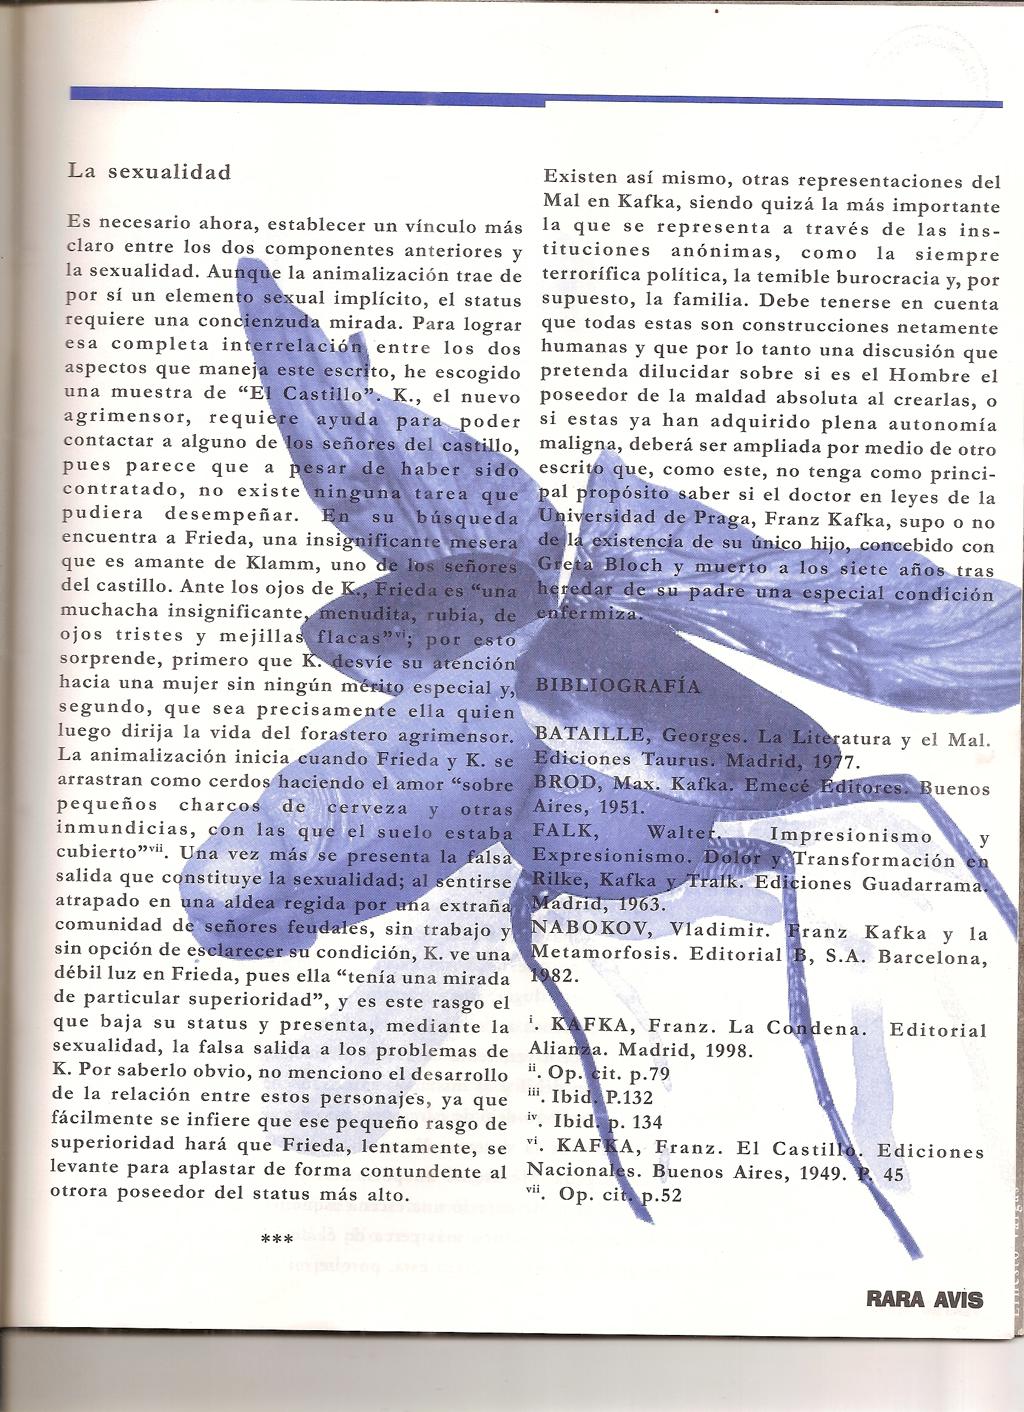 La sexualidad
Es necesario ahora, establecer un vínculo más
claro entre los dos componentes anteriores y
la sexualidad. Aunque la animalización trae de
por sí un elemento sexual implícito, el status
requiere una concienzuda mirada. Para lograr
esa completa interrelación entre los dos
aspectos que maneja este escrito, he escogido
una muestra de “El Castillo”. K., el nuevo
agrimensor, requiere ayuda para poder
contactar a alguno de los señores del castillo,
pues parece que a pesar de haber sido
contratado, no existe ninguna tarea que
pudiera desempeñar. En su búsqueda
encuentra a Frieda, una insignificante mesera
que es amante de Klamm, uno de los señores
del castillo. Ante los ojos de K., Frieda es “una
muchacha insignificante, menudita, rubia, de
ojos tristes y mejillas flacas”vi; por esto
sorprende, primero que K. desvíe su atención
hacia una mujer sin ningún mérito especial y,
segundo, que sea precisamente ella quien
luego dirija la vida del forastero agrimensor.
La animalización inicia cuando Frieda y K. se
arrastran como cerdos haciendo el amor “sobre
pequeños charcos de cerveza y otras
inmundicias, con las que el suelo estaba
cubierto”vii. Una vez más se presenta la falsa
salida que constituye la sexualidad; al sentirse
atrapado en una aldea regida por una extraña
comunidad de señores feudales, sin trabajo y
sin opción de esclarecer su condición, K. ve una
débil luz en Frieda, pues ella “tenía una mirada
de particular superioridad”, y es este rasgo el
que baja su status y presenta, mediante la
sexualidad, la falsa salida a los problemas de
K. Por saberlo obvio, no menciono el desarrollo
de la relación entre estos personajes, ya que
fácilmente se infiere que ese pequeño rasgo de
superioridad hará que Frieda, lentamente, se
levante para aplastar de forma contundente al
otrora poseedor del status más alto.
***
Existen así mismo, otras representaciones del
Mal en Kafka, siendo quizá la más importante
la que se representa a través de las ins-
tituciones anónimas, como la siempre
terrorífica política, la temible burocracia y, por
supuesto, la familia. Debe tenerse en cuenta
que todas estas son construcciones netamente
humanas y que por lo tanto una discusión que
pretenda dilucidar sobre si es el Hombre el
poseedor de la maldad absoluta al crearlas, o
si estas ya han adquirido plena autonomía
maligna, deberá ser ampliada por medio de otro
escrito que, como este, no tenga como princi-
pal propósito saber si el doctor en leyes de la
Universidad de Praga, Franz Kafka, supo o no
de la existencia de su único hijo, concebido con
Greta Bloch y muerto a los siete años tras
heredar de su padre una especial condición
enfermiza.
BIBLIOGRAFÍA
BATAILLE, Georges. La Literatura y el Mal.
Ediciones Taurus. Madrid, 1977.
BROD, Max. Kafka. Emecé Editores. Buenos
Aires, 1951.
FALK, Walter. Impresionismo y
Expresionismo. Dolor y Transformación en
Rilke, Kafka y Tralk. Ediciones Guadarrama.
Madrid, 1963.
NABOKOV, Vladimir. Franz Kafka y la
Metamorfosis. Editorial B, S.A. Barcelona,
1982.
i. KAFKA, Franz. La Condena. Editorial
Alianza. Madrid, 1998.
ii. Op. cit. p.79
iii. Ibid. P.132
iv. Ibid. p. 134
vi. KAFKA, Franz. El Castillo. Ediciones
Nacionales. Buenos Aires, 1949. P. 45
vii. Op. cit. p.52
RARA AVIS